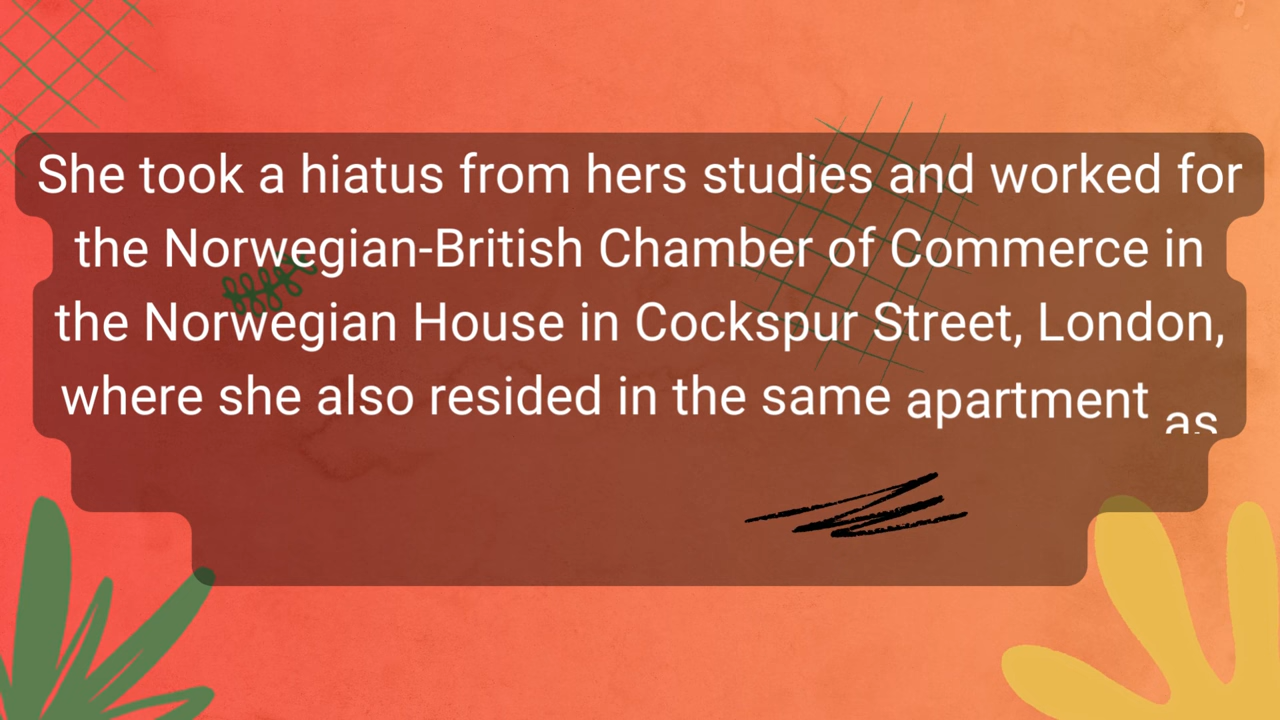 She took a hiatus from hers studies and worked for
the Norwegian-British Chamber of Commerce in
the Norwegian House in Cockspur Street, London,
where she also resided in the same apartment as